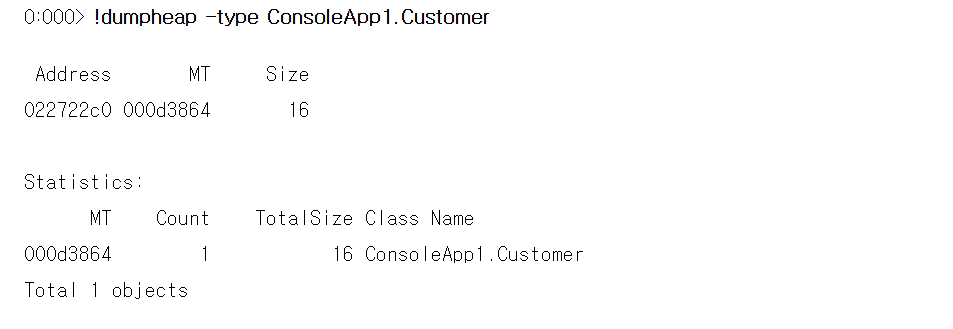 0:000> !dumpheap -type ConsoleApp1.Customer
Address MT Size
022722c0 000d3864 16
Statistics:
MT Count TotalSize Class Name
000d3864 1 16 ConsoleApp1.Customer
Total 1 objects